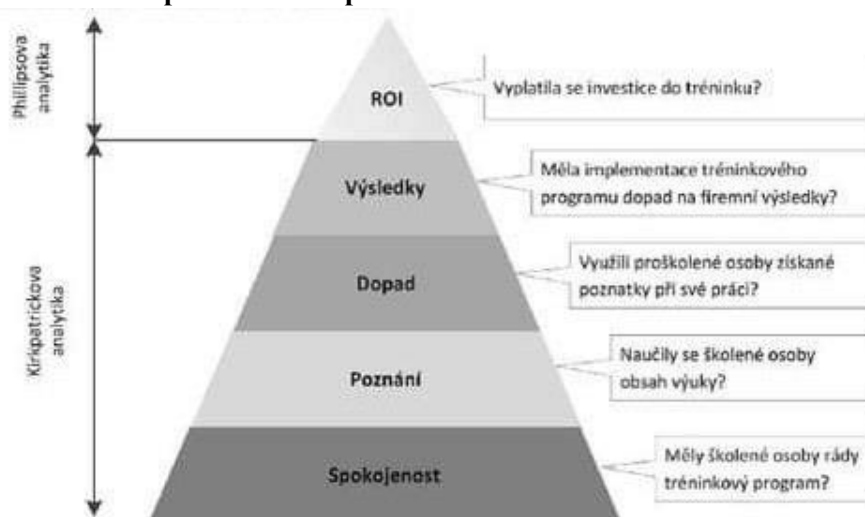 Phillipsova
analytika
ROI
Vyplatila se investice do tréninku?
Kirkpatrickova
analytika
Výsledky
Měla implementace tréninkového
programu dopad na firemní výsledky?
Dopad
Využili proškolené osoby získané
poznatky při své práci?
Poznání
Naučily se školené osoby
obsah výuky?
Spokojenost
Měly školené osoby rády
tréninkový program?